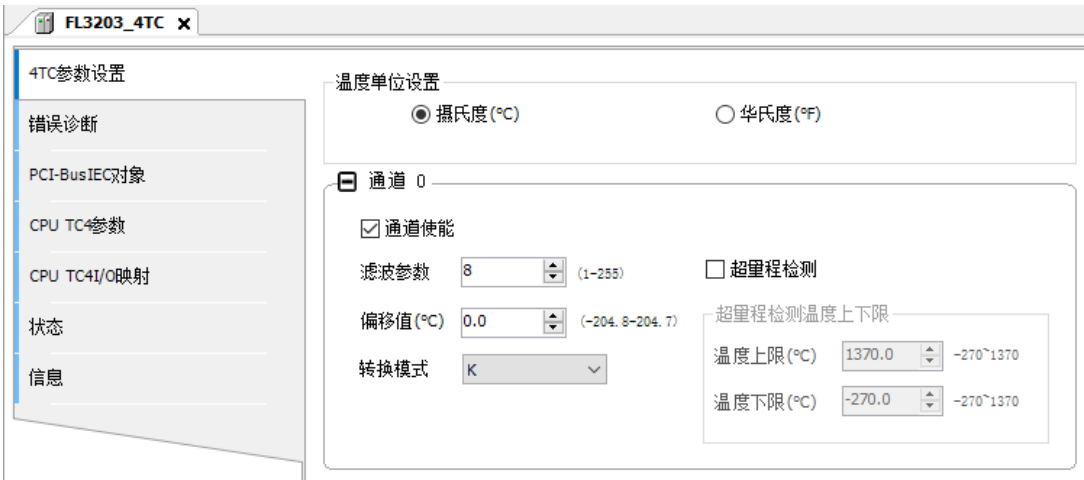 FL3203_4TC
4TC参数设置
错误诊断
PCI-BusIEC对象
CPU TC4参数
CPU TC4I/O映射
状态
信息
温度单位设置
摄氏度(℃) 华氏度(℉)
通道 0
通道使能
滤波参数 8 (1-255) 超量程检测
偏移值(℃) 0.0 (-204.8-204.7)
转换模式 K
超量程检测温度上下限
温度上限(℃) 1370.0 -270~1370
温度下限(℃) -270.0 -270~1370